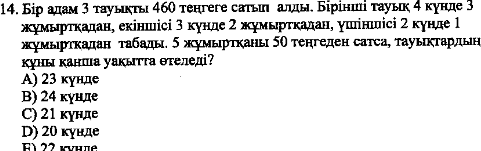 14. Бір адам 3 тауықты 460 теңгеге сатып алды. Бірінші тауық 4 күнде 3
жұмыртқадан, екіншісі 3 күнде 2 жұмыртқадан, үшіншісі 2 күнде 1
жұмыртқадан табады. 5 жұмыртқаны 50 теңгеден сатса, тауықтардың
құны қанша уақытта өтеледі?
A) 23 күнде
B) 24 күнде
C) 21 күнде
D) 20 күнде
E) 22 күнде